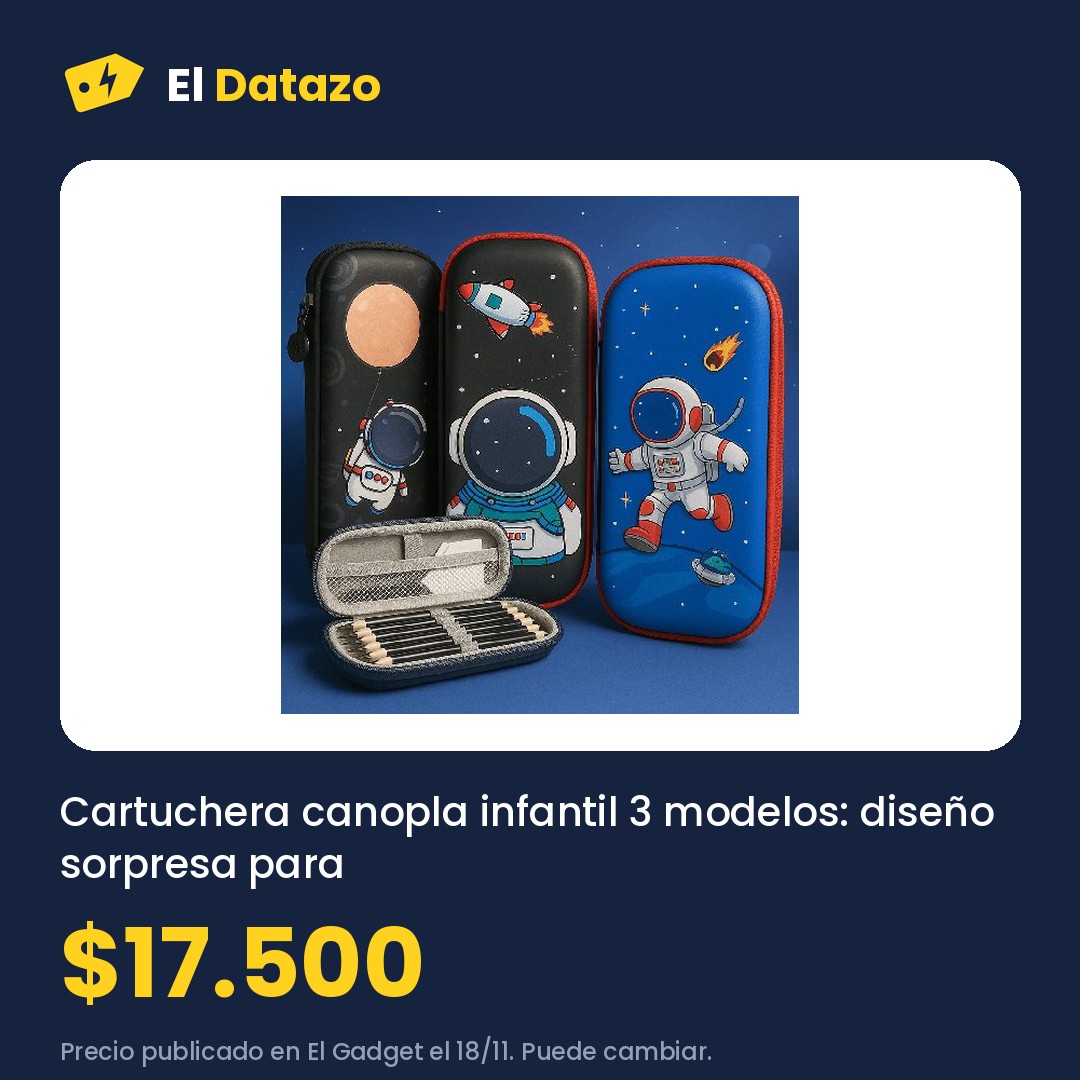 El Datazo
Cartuchera canopla infantil 3 modelos: diseño
sorpresa para
$17.500
Precio publicado en El Gadget el 18/11. Puede cambiar.